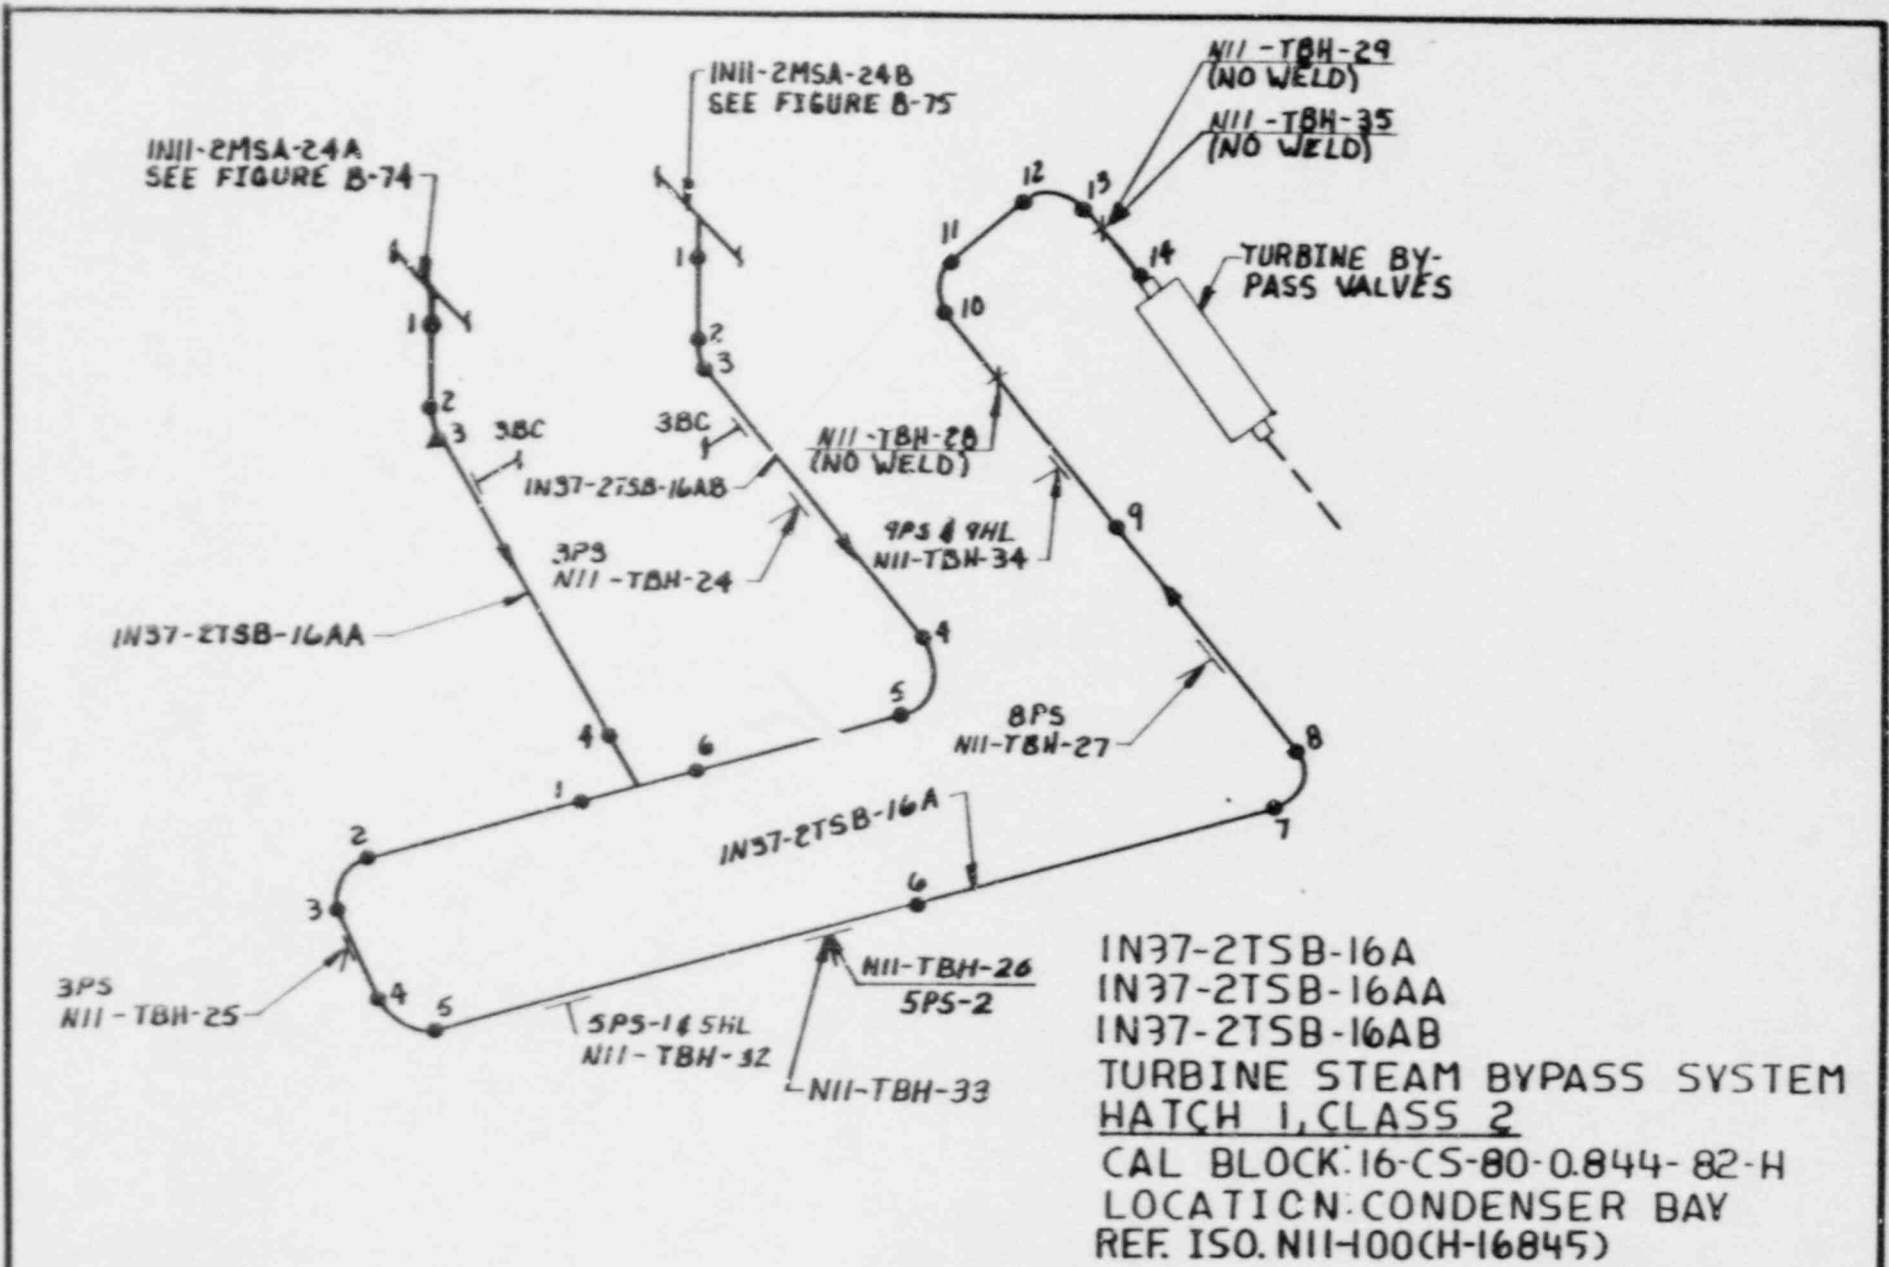 1N11-2MSA-24A
SEE FIGURE B-74
1N11-2MSA-24B
SEE FIGURE B-75
N11-TBH-29
(NO WELD)
N11-TBH-35
(NO WELD)
TURBINE BY-
PASS VALVES
12
13
11
14
10
1
1
2
3
2
3
3BC
3BC
1N37-2TSB-16AB
N11-TBH-28
(NO WELD)
9PS & 9HL
N11-TBH-34
9
3PS
N11-TBH-24
1N37-2TSB-16AA
4
5
8PS
N11-TBH-27
8
4
6
1
2
1N37-2TSB-16A
7
3
6
3PS
N11-TBH-25
4
5
5PS-1 & 5HL
N11-TBH-32
N11-TBH-26
5PS-2
N11-TBH-33
1N37-2TSB-16A
1N37-2TSB-16AA
1N37-2TSB-16AB
TURBINE STEAM BYPASS SYSTEM
HATCH 1, CLASS 2
CAL BLOCK: 16-CS-80-0.844-82-H
LOCATION: CONDENSER BAY
REF. ISO. N11-100(H-16845)